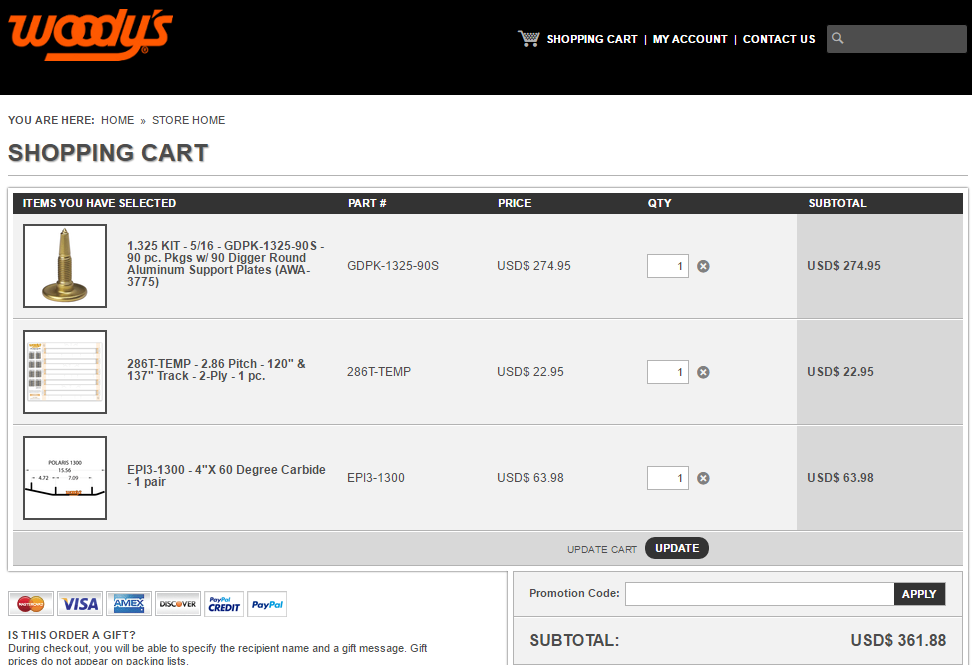 woody's
SHOPPING CART | MY ACCOUNT | CONTACT US
YOU ARE HERE: HOME » STORE HOME
SHOPPING CART
ITEMS YOU HAVE SELECTED PART # PRICE QTY SUBTOTAL
1.325 KIT - 5/16 - GDPK-1325-90S -
90 pc. Pkgs w/ 90 Digger Round
Aluminum Support Plates (AWA-
3775)
GDPK-1325-90S USD$ 274.95 1 USD$ 274.95
286T-TEMP - 2.86 Pitch - 120" &
137" Track - 2-Ply - 1 pc.
286T-TEMP USD$ 22.95 1 USD$ 22.95
POLARIS 1300
15.56
4.72 7.09
woody's
EPI3-1300 - 4"X 60 Degree Carbide
- 1 pair
EPI3-1300 USD$ 63.98 1 USD$ 63.98
UPDATE CART UPDATE
MasterCard VISA AMEX DISCOVER PayPal CREDIT PayPal
Promotion Code: APPLY
IS THIS ORDER A GIFT?
During checkout, you will be able to specify the recipient name and a gift message. Gift
prices do not appear on packing lists.
SUBTOTAL: USD$ 361.88